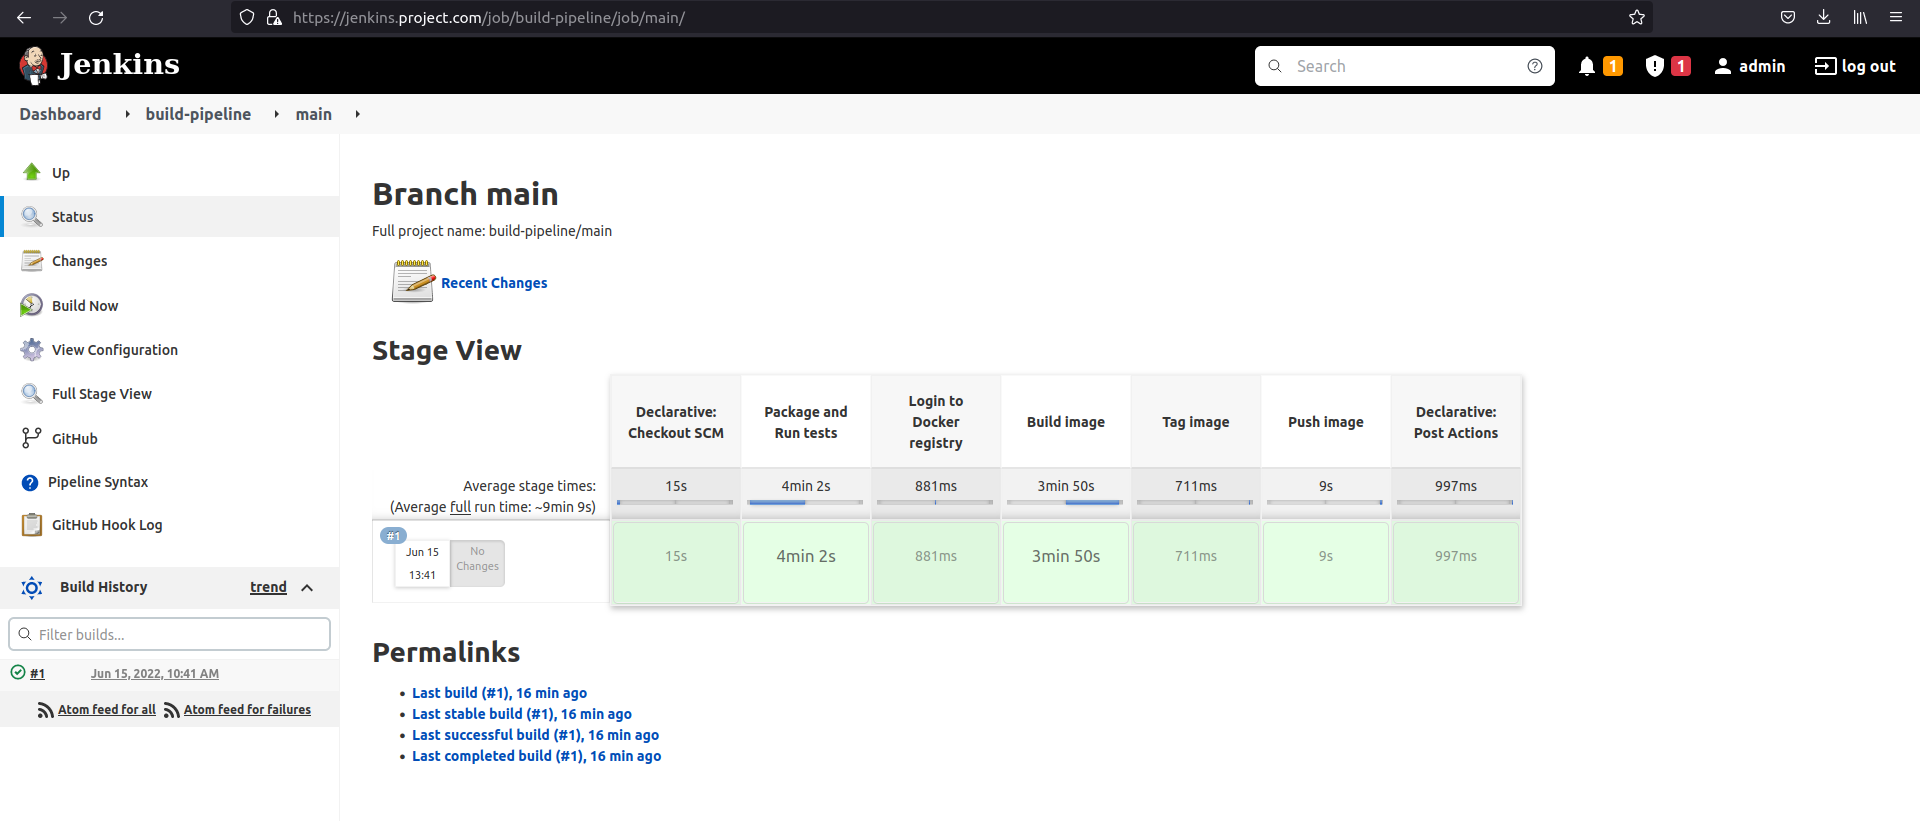 https://jenkins.project.com/job/build-pipeline/job/main/
Jenkins
Search
1
1
admin
log out
Dashboard
build-pipeline
main
Up
Status
Changes
Build Now
View Configuration
Full Stage View
GitHub
Pipeline Syntax
GitHub Hook Log
Build History
trend
Filter builds...
#1
Jun 15, 2022, 10:41 AM
Atom feed for all
Atom feed for failures
Branch main
Full project name: build-pipeline/main
Recent Changes
Stage View
Declarative:
Checkout SCM
Package and
Run tests
Login to
Docker
registry
Build image
Tag image
Push image
Declarative:
Post Actions
Average stage times:
(Average full run time: ~9min 9s)
15s
4min 2s
881ms
3min 50s
711ms
9s
997ms
#1
Jun 15
13:41
No
Changes
15s
4min 2s
881ms
3min 50s
711ms
9s
997ms
Permalinks
Last build (#1), 16 min ago
Last stable build (#1), 16 min ago
Last successful build (#1), 16 min ago
Last completed build (#1), 16 min ago